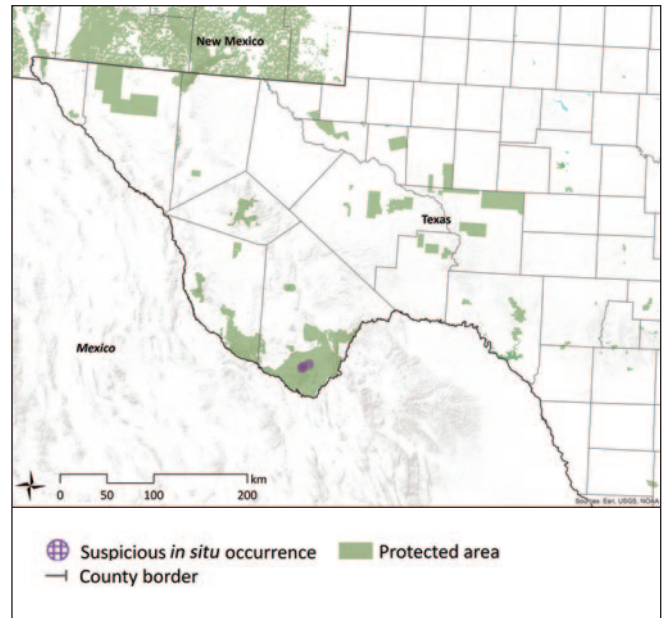 New Mexico
Texas
Mexico
km
0 50 100 200
Sources: Esri, USGS, NOAA
Suspicious in situ occurrence
Protected area
County border